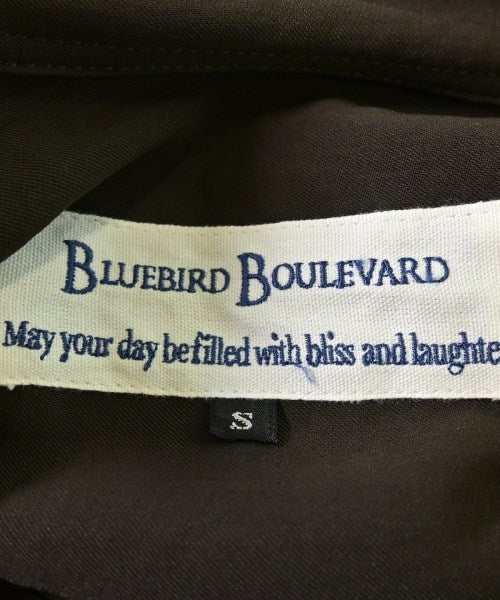 BLUEBIRD BOULEVARD
May your day be filled with bliss and laughte
S